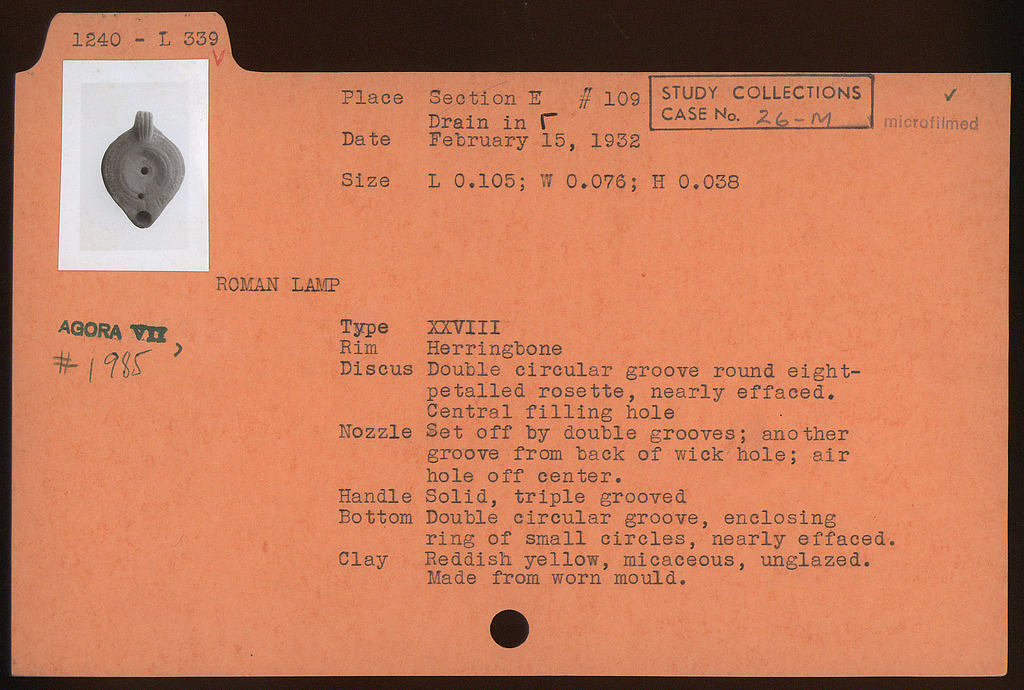 1240 - L 339
v
Place Section E # 109
Drain in Γ
Date February 15, 1932
STUDY COLLECTIONS
CASE No. 26-M
✓
microfilmed
Size L 0.105; W 0.076; H 0.038
ROMAN LAMP
AGORA VII,
# 1985
Type XXVIII
Rim Herringbone
Discus Double circular groove round eight-
petalled rosette, nearly effaced.
Central filling hole
Nozzle Set off by double grooves; another
groove from back of wick hole; air
hole off center.
Handle Solid, triple grooved
Bottom Double circular groove, enclosing
ring of small circles, nearly effaced.
Clay Reddish yellow, micaceous, unglazed.
Made from worn mould.